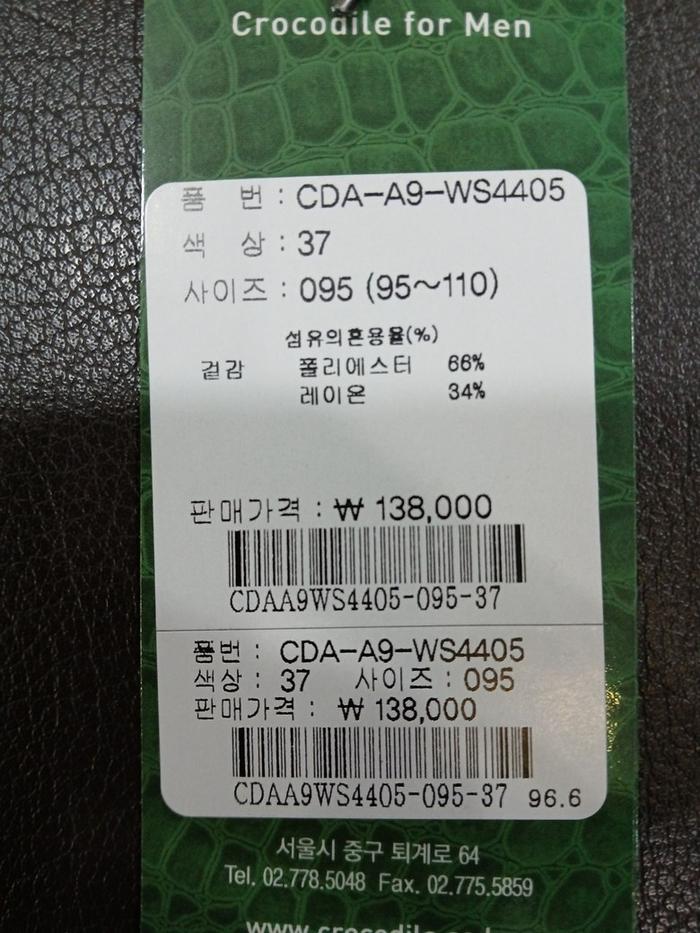 Crocodile for Men
품 번 : CDA-A9-WS4405
색 상 : 37
사이즈 : 095 (95~110)
섬유의혼용율(%)
겉감 폴리에스터 66%
레이온 34%
판매가격 : ₩ 138,000
CDAA9WS4405-095-37
품번 : CDA-A9-WS4405
색상 : 37 사이즈 : 095
판매가격 : ₩ 138,000
CDAA9WS4405-095-37 96.6
서울시 중구 퇴계로 64
Tel. 02.778.5048 Fax. 02.775.5859